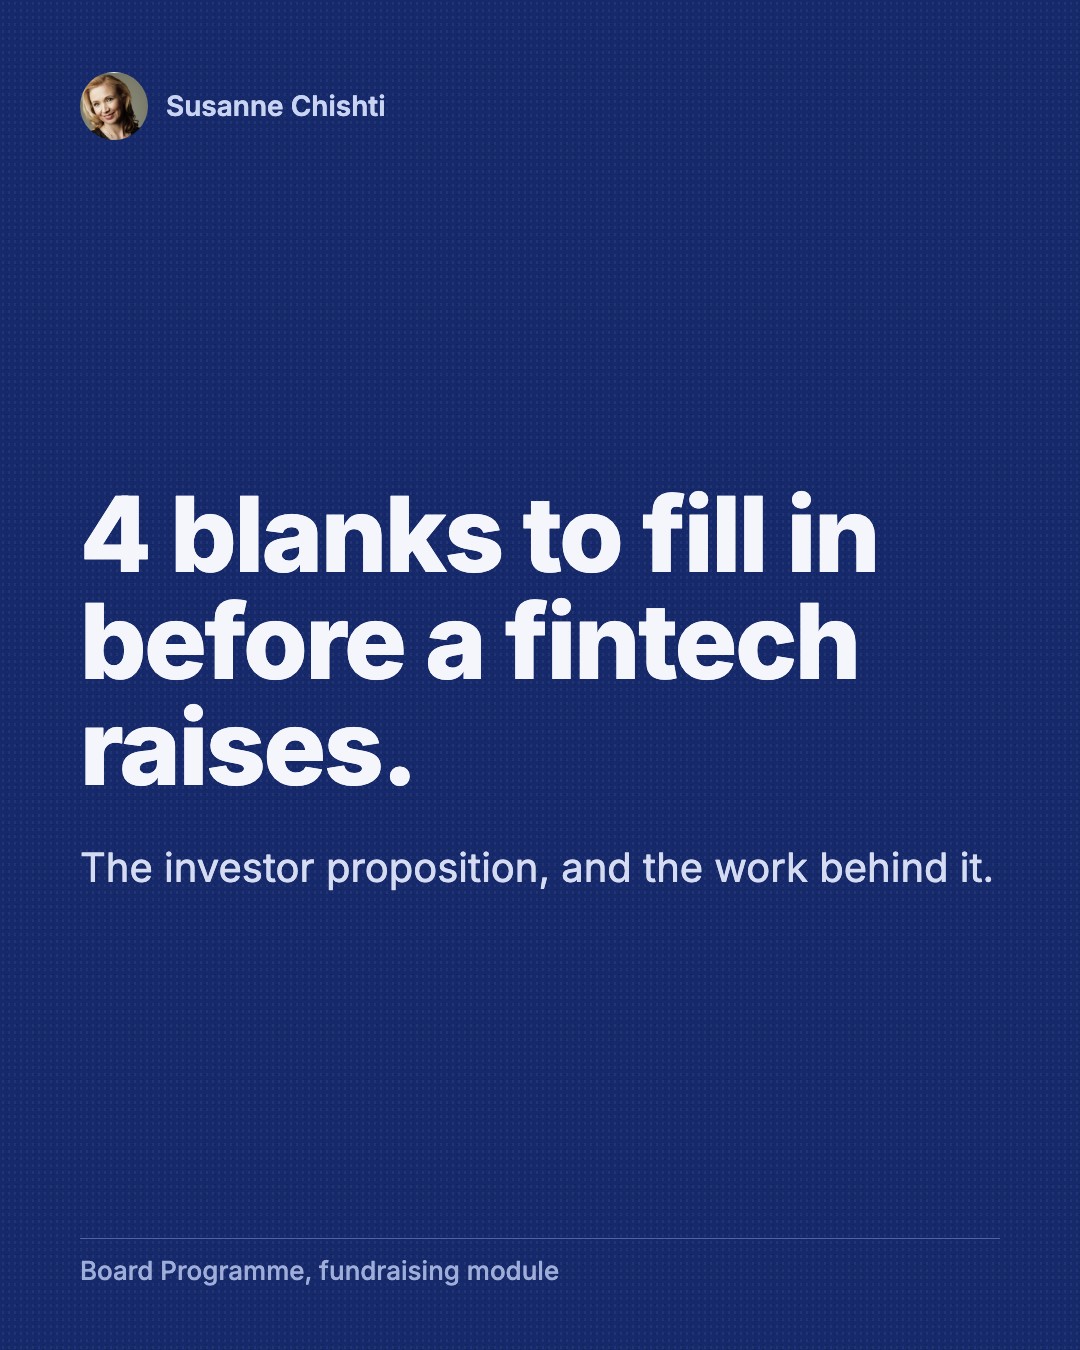 Susanne Chishti
4 blanks to fill in
before a fintech
raises.
The investor proposition, and the work behind it.
Board Programme, fundraising module